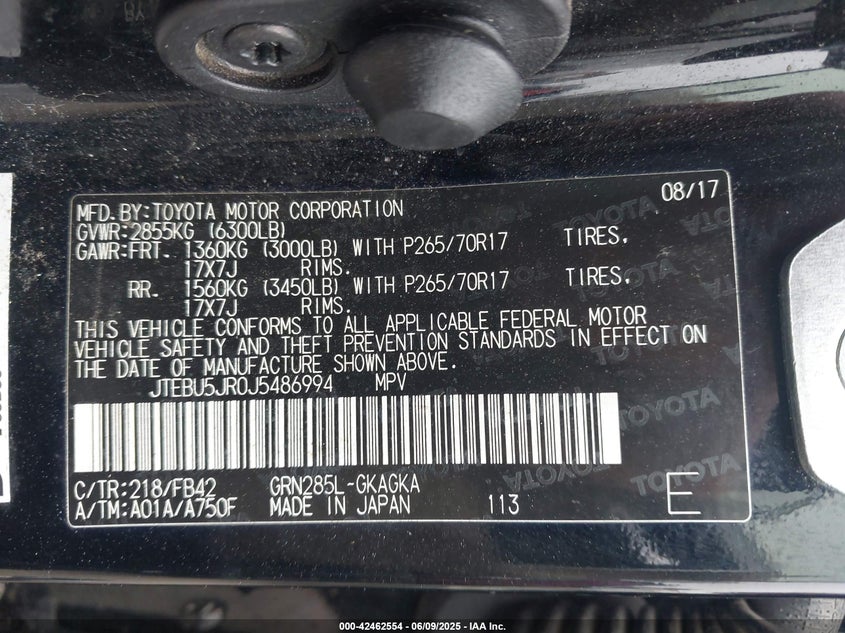 08/17
MFD. BY:TOYOTA MOTOR CORPORATION
GVWR:2855KG (6300LB)
GAWR:FRT. 1360KG (3000LB) WITH P265/70R17 TIRES,
17X7J RIMS.
RR. 1560KG (3450LB) WITH P265/70R17 TIRES,
17X7J RIMS.
THIS VEHICLE CONFORMS TO ALL APPLICABLE FEDERAL MOTOR
VEHICLE SAFETY AND THEFT PREVENTION STANDARDS IN EFFECT ON
THE DATE OF MANUFACTURE SHOWN ABOVE.
JTEBU5JR0J5486994 MPV
C/TR:218/FB42 GRN285L-GKAGKA
A/TM:A01A/A750F MADE IN JAPAN 113 E
TOYOTA
000-42462554 - 06/09/2025 - IAA Inc.